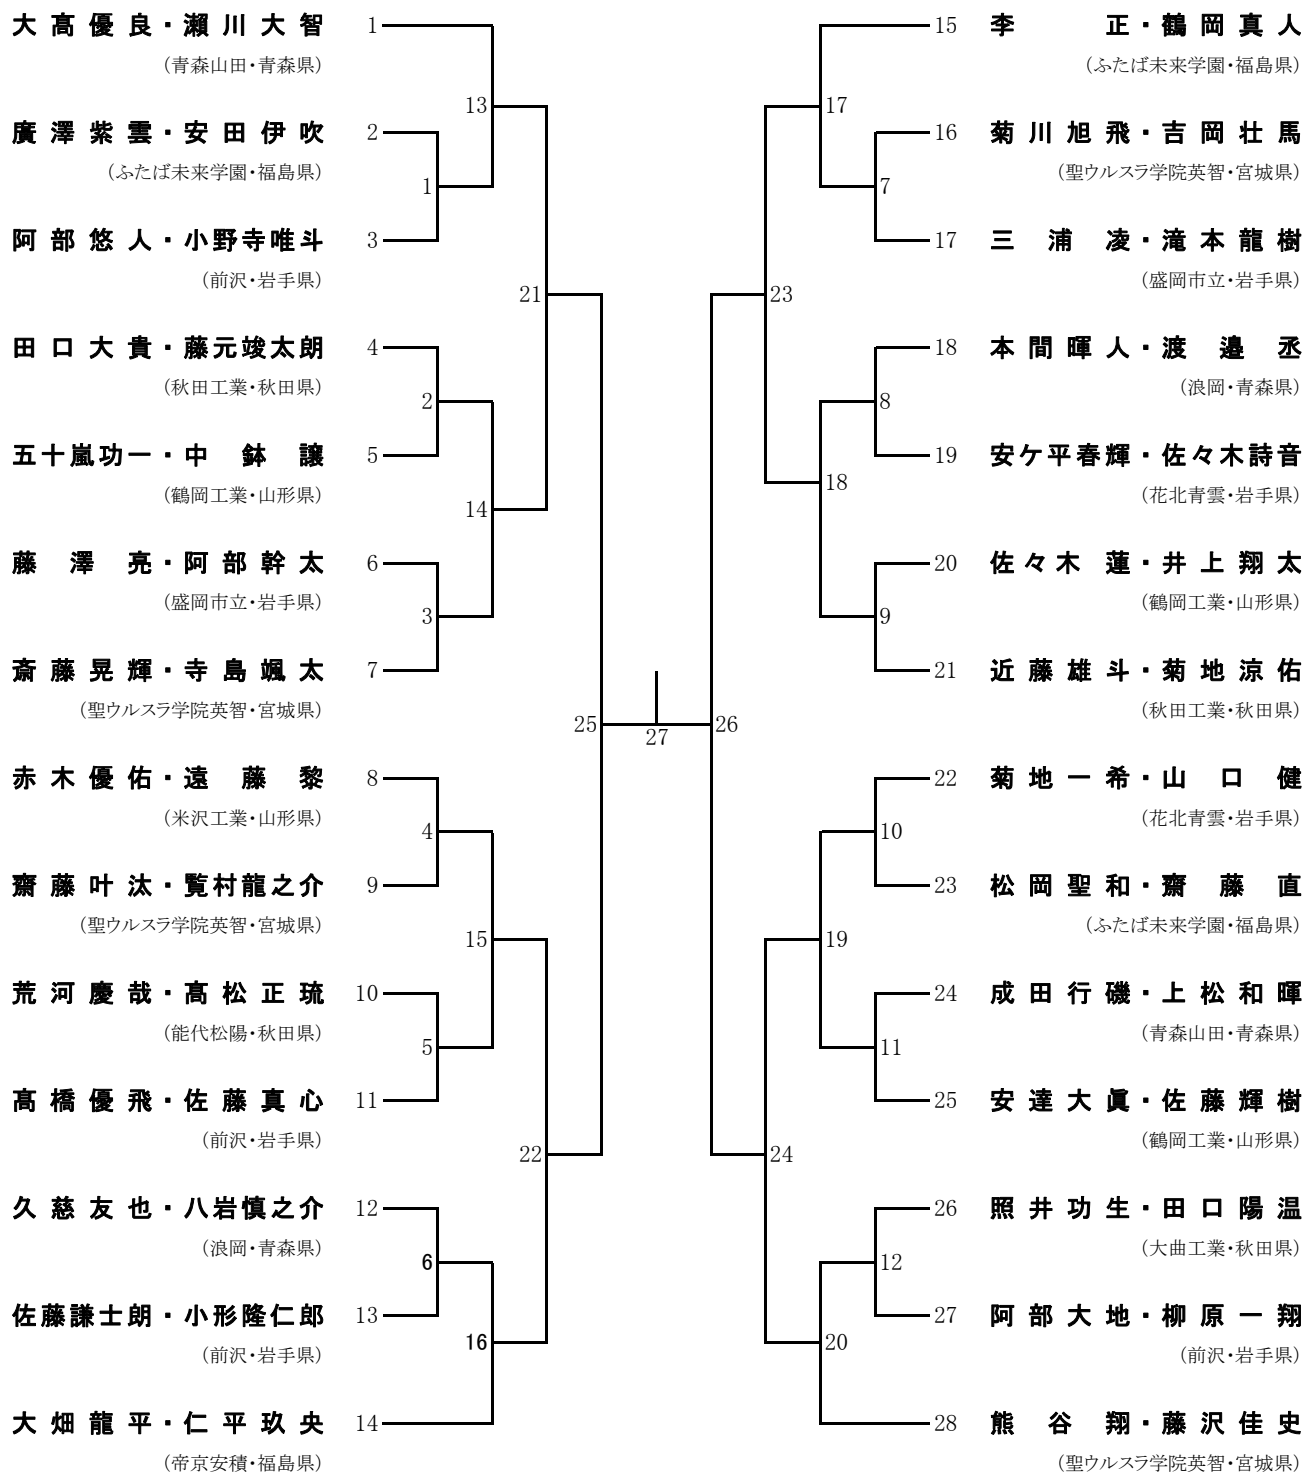 大髙優良・瀨川大智 1
(青森山田・青森県)
廣澤紫雲・安田伊吹 2
(ふたば未来学園・福島県)
阿部悠人・小野寺唯斗 3
(前沢・岩手県)
田口大貴・藤元竣太朗 4
(秋田工業・秋田県)
五十嵐功一・中鉢譲 5
(鶴岡工業・山形県)
藤澤亮・阿部幹太 6
(盛岡市立・岩手県)
斎藤晃輝・寺島颯太 7
(聖ウルスラ学院英智・宮城県)
赤木優佑・遠藤黎 8
(米沢工業・山形県)
齋藤叶汰・覧村龍之介 9
(聖ウルスラ学院英智・宮城県)
荒河慶哉・髙松正琉 10
(能代松陽・秋田県)
髙橋優飛・佐藤真心 11
(前沢・岩手県)
久慈友也・八岩慎之介 12
(浪岡・青森県)
佐藤謙士朗・小形隆仁郎 13
(前沢・岩手県)
大畑龍平・仁平玖央 14
(帝京安積・福島県)
13
1
21
2
14
3
25
4
15
5
22
6
16
27
17
7
23
8
18
9
26
10
19
11
24
12
20
15 李正・鶴岡真人
(ふたば未来学園・福島県)
16 菊川旭飛・吉岡壮馬
(聖ウルスラ学院英智・宮城県)
17 三浦凌・滝本龍樹
(盛岡市立・岩手県)
18 本間暉人・渡邉丞
(浪岡・青森県)
19 安ケ平春輝・佐々木詩音
(花北青雲・岩手県)
20 佐々木蓮・井上翔太
(鶴岡工業・山形県)
21 近藤雄斗・菊地涼佑
(秋田工業・秋田県)
22 菊地一希・山口健
(花北青雲・岩手県)
23 松岡聖和・齋藤直
(ふたば未来学園・福島県)
24 成田行磯・上松和暉
(青森山田・青森県)
25 安達大眞・佐藤輝樹
(鶴岡工業・山形県)
26 照井功生・田口陽温
(大曲工業・秋田県)
27 阿部大地・柳原一翔
(前沢・岩手県)
28 熊谷翔・藤沢佳史
(聖ウルスラ学院英智・宮城県)